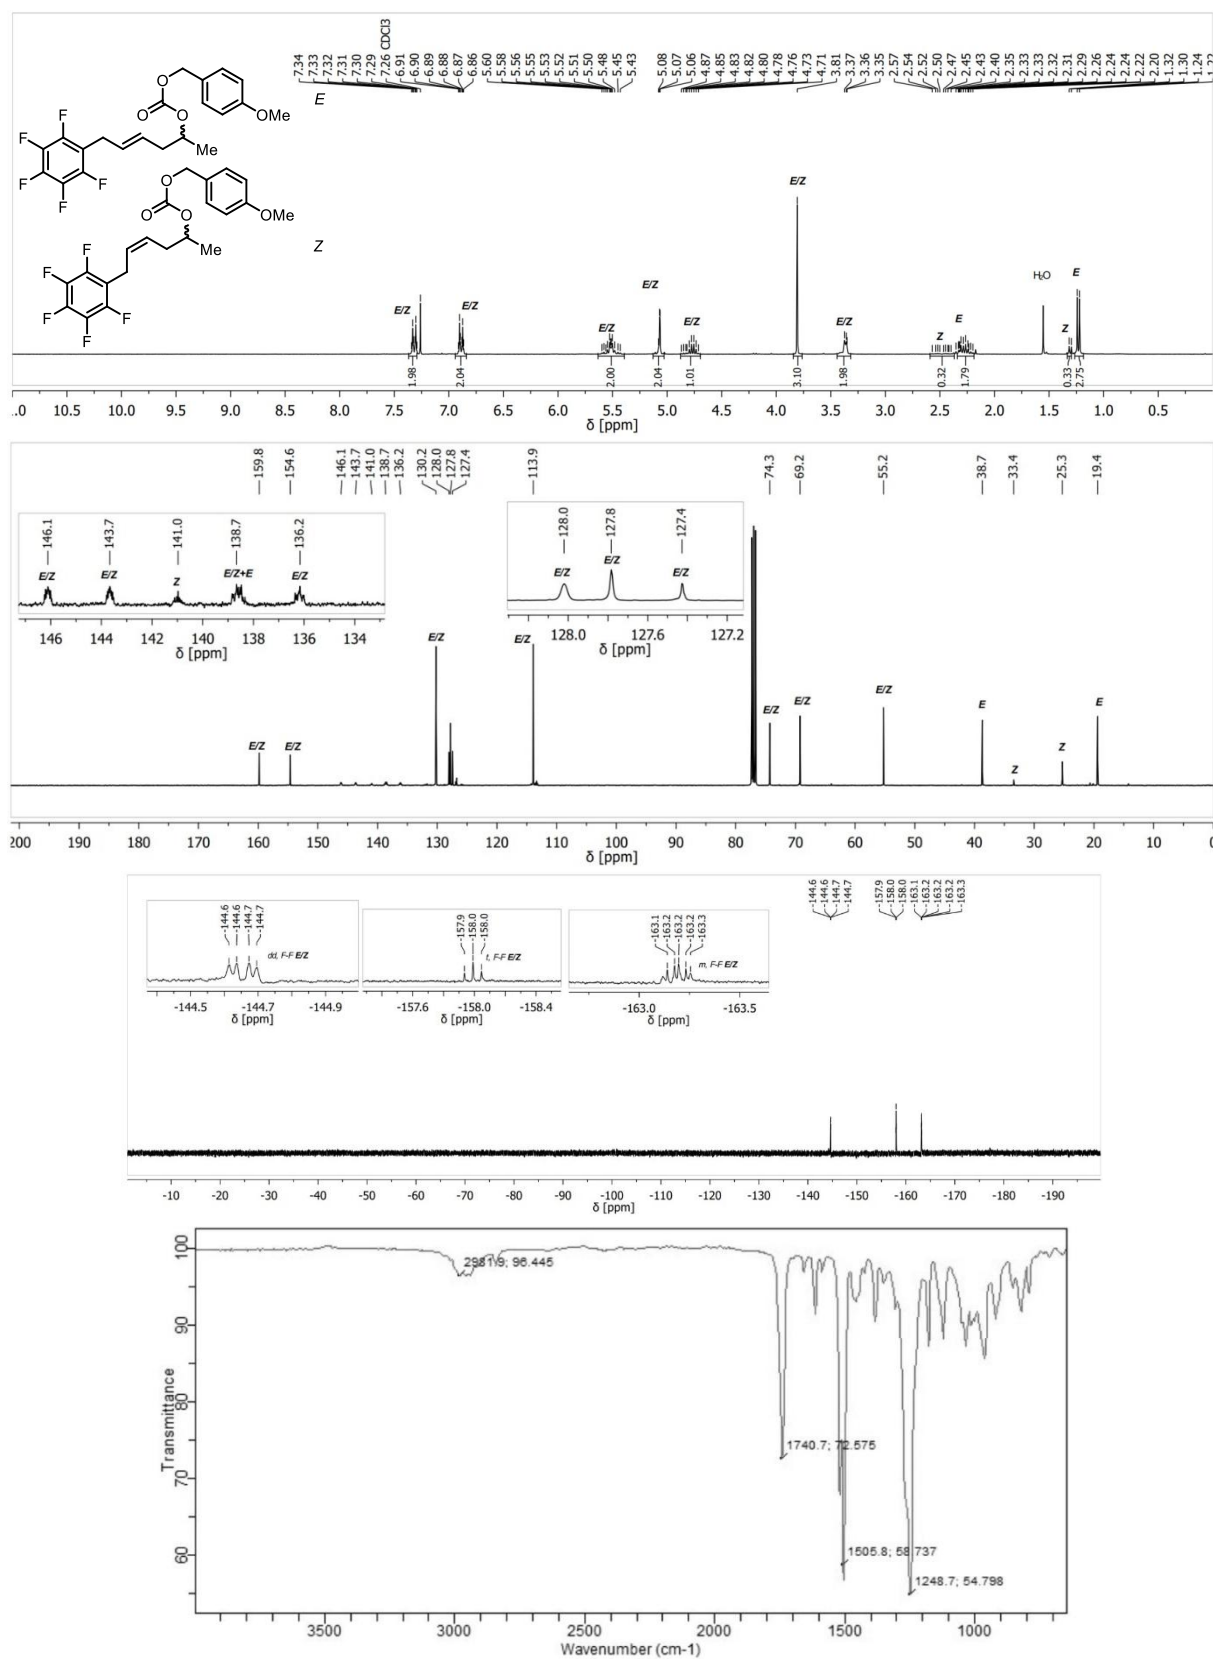 7.34 7.33 7.32 7.31 7.30 7.29 7.26 CDCl3 6.91 6.90 6.89 6.88 6.87 6.86 5.60 5.58 5.56 5.55 5.53 5.52 5.51 5.50 5.48 5.45 5.43
5.08 5.07 5.06 4.87 4.85 4.83 4.82 4.80 4.78 4.76 4.73 4.71 3.81 3.37 3.36 3.35 2.57 2.54 2.52 2.50 2.47 2.45 2.43 2.40 2.35 2.33 2.33 2.32 2.31 2.29 2.26 2.24 2.24 2.22 2.20 1.32 1.30 1.24
O O O OMe Me F F F F F
E
O O O OMe Me F F F F F
Z
E/Z E/Z E/Z E/Z E/Z E/Z E/Z Z E H2O Z E
1.98 2.04 2.00 2.04 1.01 3.10 1.98 0.32 1.79 0.33 2.75
10.5 10.0 9.5 9.0 8.5 8.0 7.5 7.0 6.5 6.0 5.5 5.0 4.5 4.0 3.5 3.0 2.5 2.0 1.5 1.0 0.5
δ [ppm]
159.8 154.6 146.1 143.7 141.0 138.7 136.2 130.2 128.0 127.8 127.4 113.9 74.3 69.2 55.2 38.7 33.4 25.3 19.4
146.1 143.7 141.0 138.7 136.2
E/Z E/Z Z E/Z+E E/Z
146 144 142 140 138 136 134
δ [ppm]
128.0 127.8 127.4
E/Z E/Z E/Z
128.0 127.6 127.2
δ [ppm]
E/Z E/Z E/Z E/Z E/Z E/Z E/Z E Z Z E
200 190 180 170 160 150 140 130 120 110 100 90 80 70 60 50 40 30 20 10 0
δ [ppm]
-144.6 -144.6 -144.7 -144.7 -157.9 -158.0 -158.0 -163.1 -163.2 -163.2 -163.2 -163.3
-144.6 -144.6 -144.7 -144.7
dd, F-F E/Z
-144.5 -144.7 -144.9
δ [ppm]
-157.9 -158.0 -158.0
t, F-F E/Z
-157.6 -158.0 -158.4
δ [ppm]
-163.1 -163.2 -163.2 -163.2 -163.3
m, F-F E/Z
-163.0 -163.5
δ [ppm]
-10 -20 -30 -40 -50 -60 -70 -80 -90 -100 -110 -120 -130 -140 -150 -160 -170 -180 -190
δ [ppm]
Transmittance
100 90 80 70 60
2981.9; 96.445
1740.7; 72.575
1505.8; 58.737
1248.7; 54.798
3500 3000 2500 2000 1500 1000
Wavenumber (cm-1)